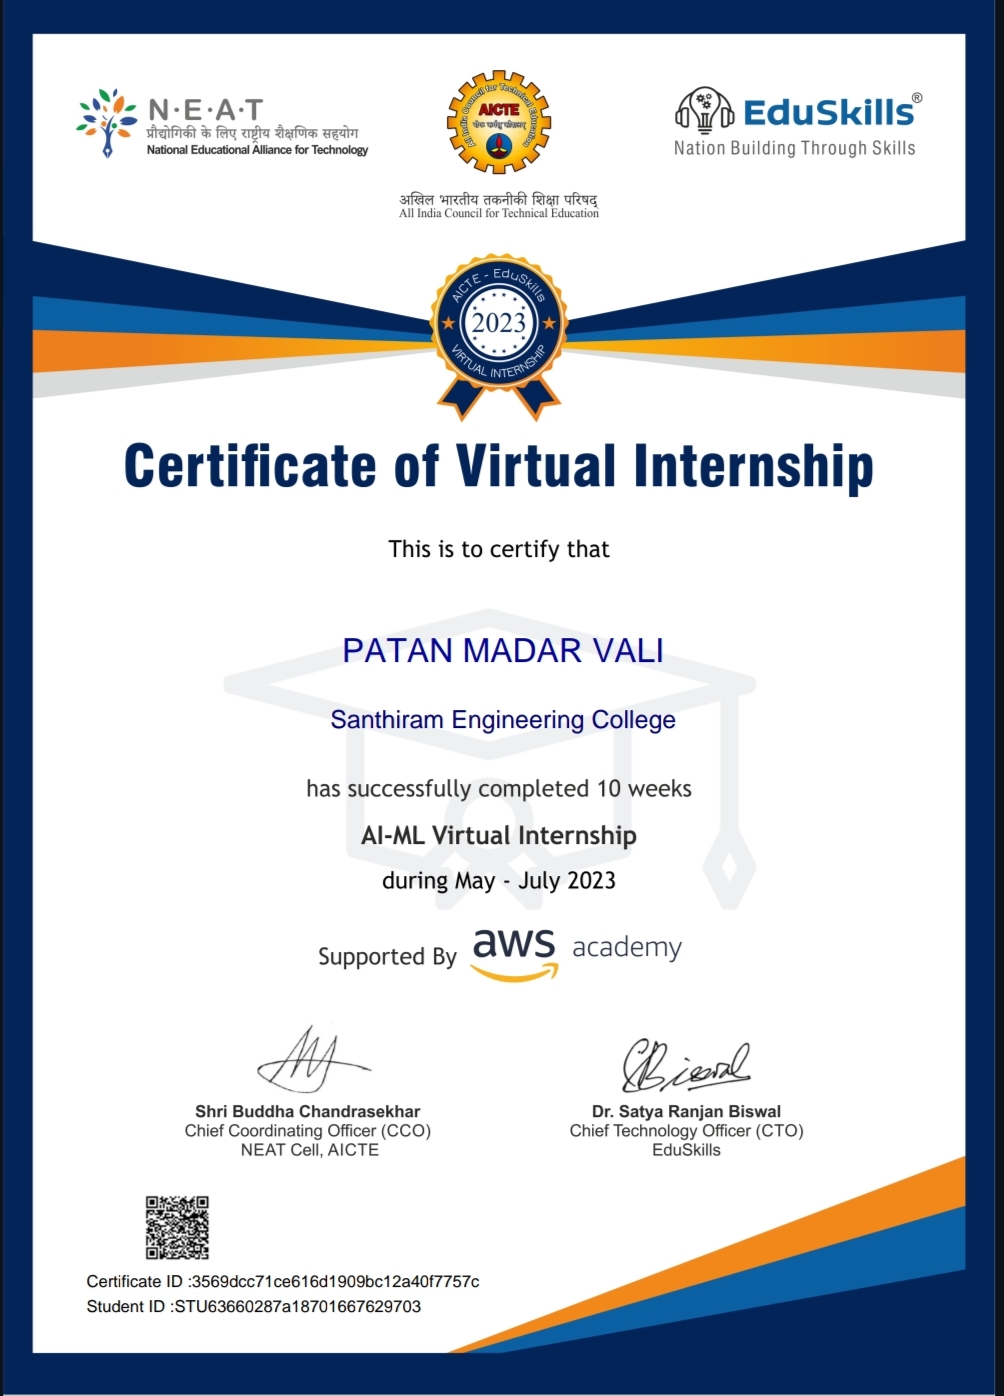 N·E·A·T
प्रौद्योगिकी के लिए राष्ट्रीय शैक्षणिक सहयोग
National Educational Alliance for Technology
All India Council for Technical Education
AICTE
अखिल भारतीय तकनीकी शिक्षा परिषद्
All India Council for Technical Education
EduSkills®
Nation Building Through Skills
AICTE - EduSkills
2023
VIRTUAL INTERNSHIP
Certificate of Virtual Internship
This is to certify that
PATAN MADAR VALI
Santhiram Engineering College
has successfully completed 10 weeks
AI-ML Virtual Internship
during May - July 2023
Supported By aws academy
Shri Buddha Chandrasekhar
Chief Coordinating Officer (CCO)
NEAT Cell, AICTE
Biswal
Dr. Satya Ranjan Biswal
Chief Technology Officer (CTO)
EduSkills
Certificate ID :3569dcc71ce616d1909bc12a40f7757c
Student ID :STU63660287a18701667629703